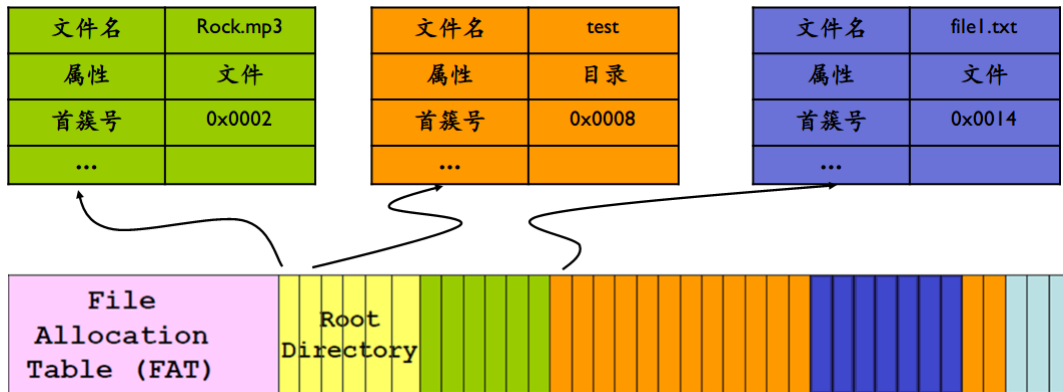 文件名 Rock.mp3
属性 文件
首簇号 0x0002
...
文件名 test
属性 目录
首簇号 0x0008
...
文件名 file1.txt
属性 文件
首簇号 0x0014
...
File
Allocation
Table (FAT)
Root
Directory